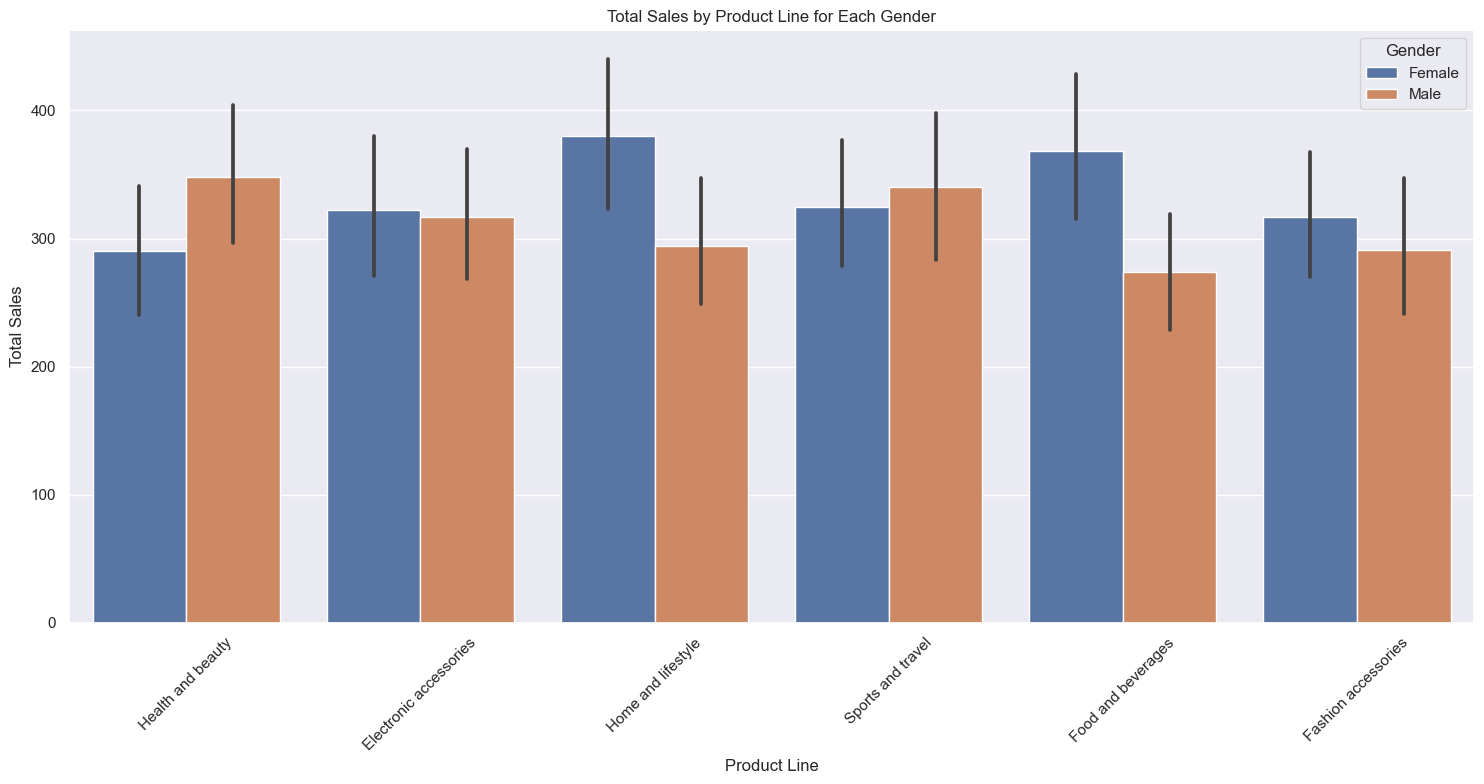 Total Sales by Product Line for Each Gender
Gender
Female
Male
Total Sales
400
300
200
100
0
Health and beauty
Electronic accessories
Home and lifestyle
Sports and travel
Food and beverages
Fashion accessories
Product Line